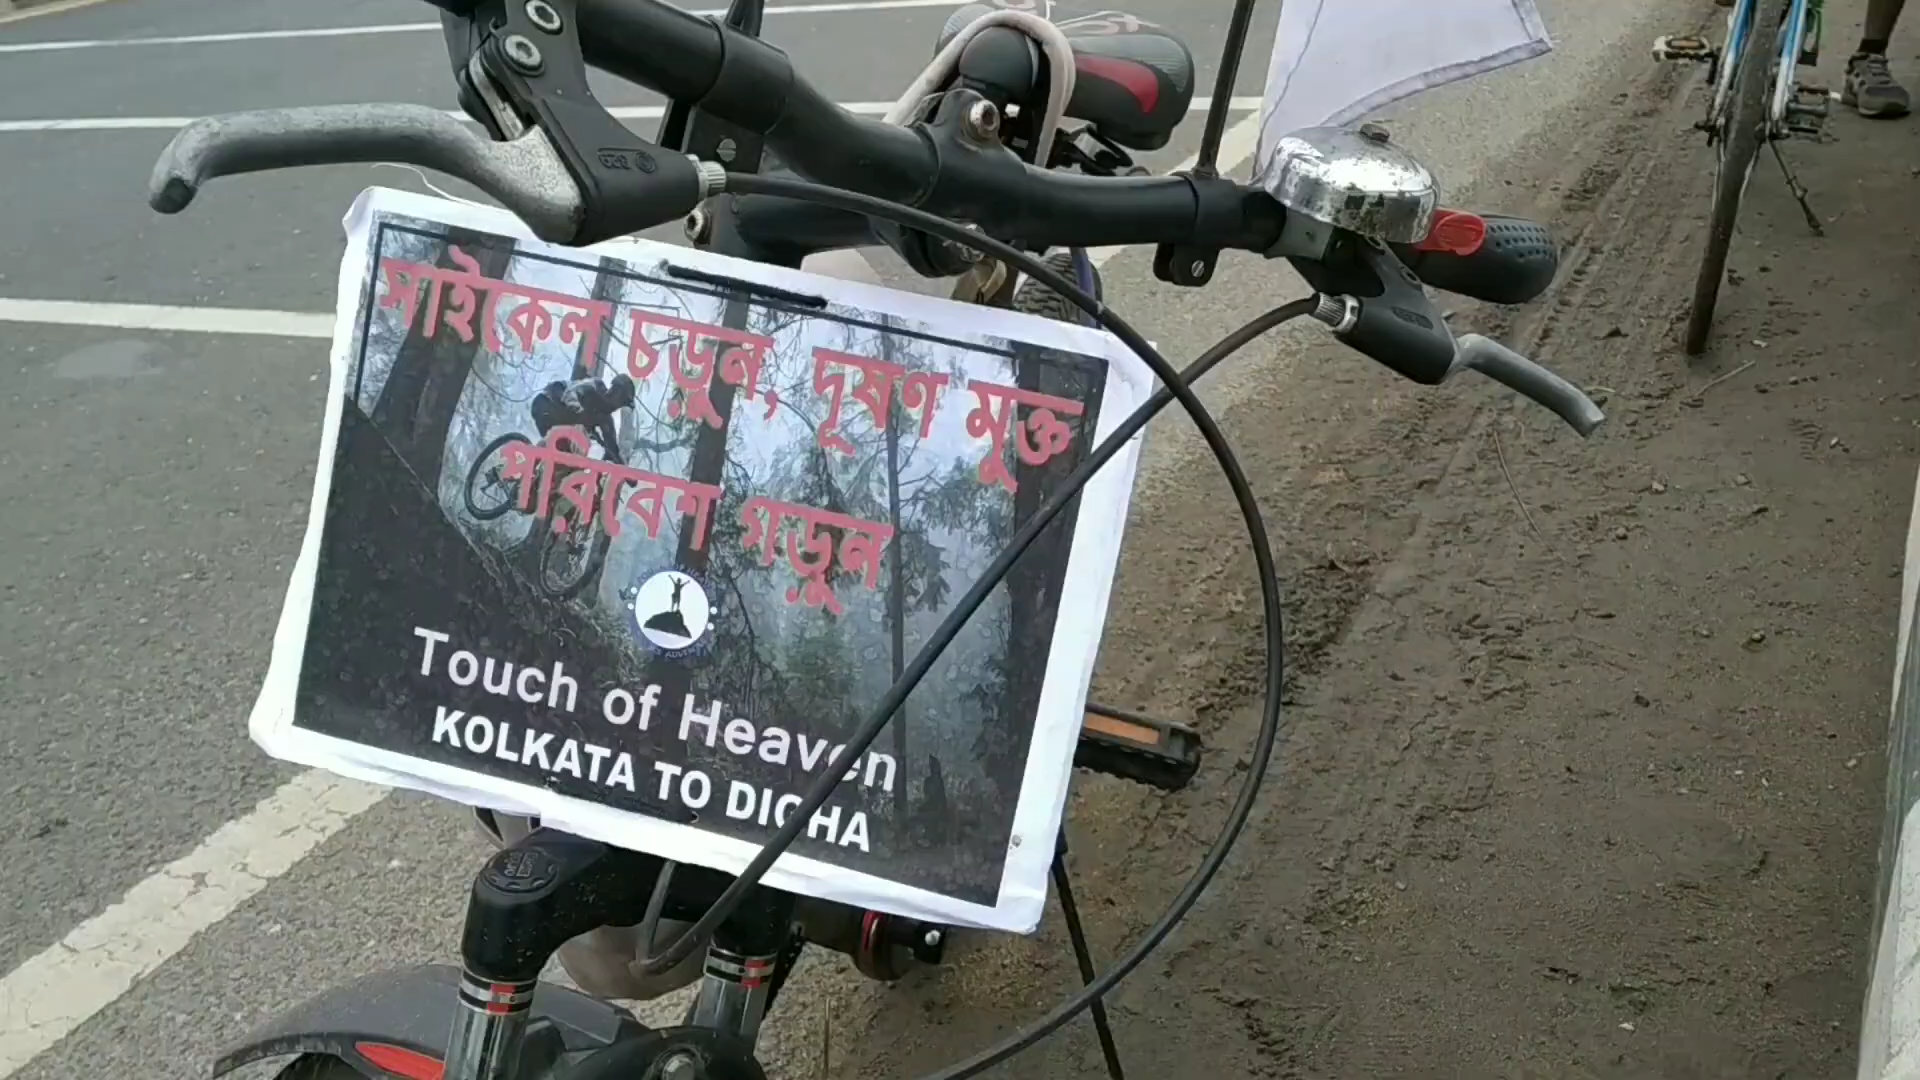 সাইকেল চড়ুন, দূষণ মুক্ত
পরিবেশ গড়ুন
Touch of Heaven
KOLKATA TO DIGHA